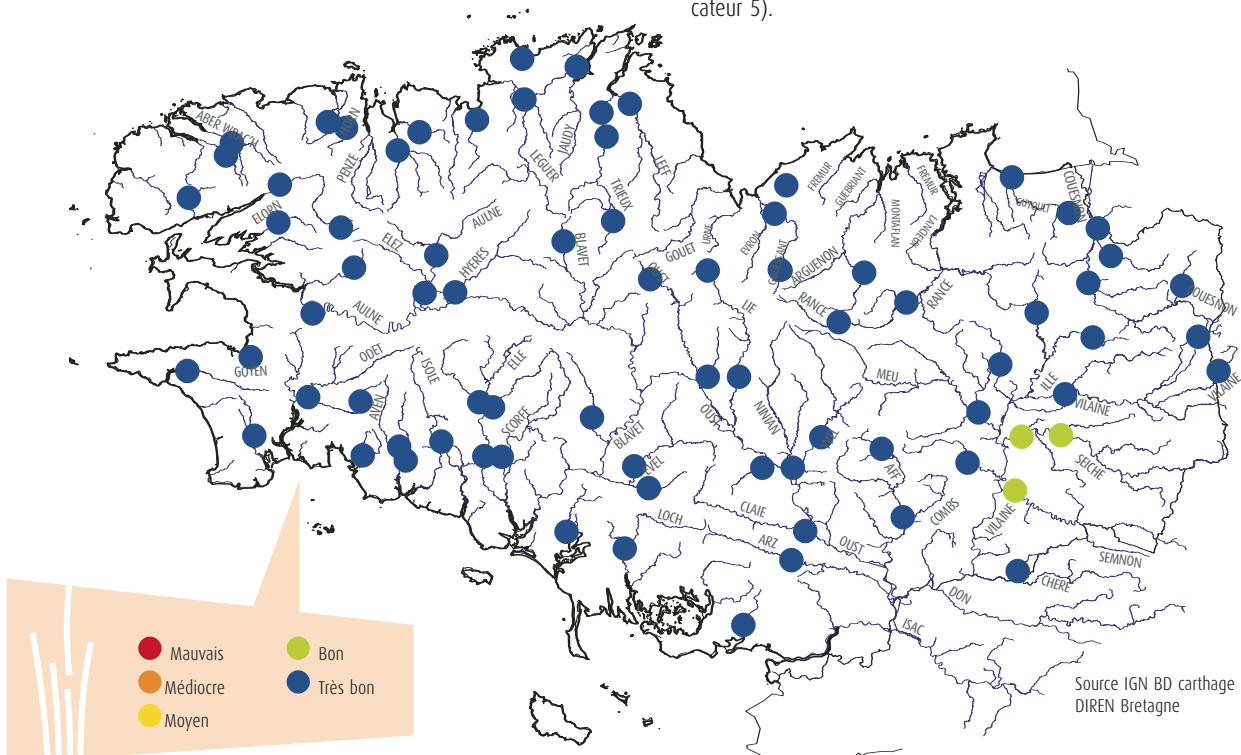 cateur 5).
ABER WRAC'H
PENZE
JAUDY
LEGUER
TRIEUX
LEFF
FREMUR
GUEBRIANT
FREMUR
MONTAFLAN
GUYOULT
COUESNON
ELORN
ELEZ
AULNE
HYERES
BLAVET
GOUET
URNE
EVRON
ARGUENON
RANCE
RANCE
COUESNON
AULNE
LIE
ODET
ISOLE
ELLE
GOYEN
AVEN
SCORFF
MEU
ILLE
VILAINE
VILAINE
OUST
NINIAN
BLAVET
EVEL
AFF
SEICHE
COMBS
VILAINE
CLAIE
LOCH
ARZ
OUST
SEMNON
CHERE
DON
ISAC
Mauvais
Bon
Médiocre
Très bon
Moyen
Source IGN BD carthage
DIREN Bretagne